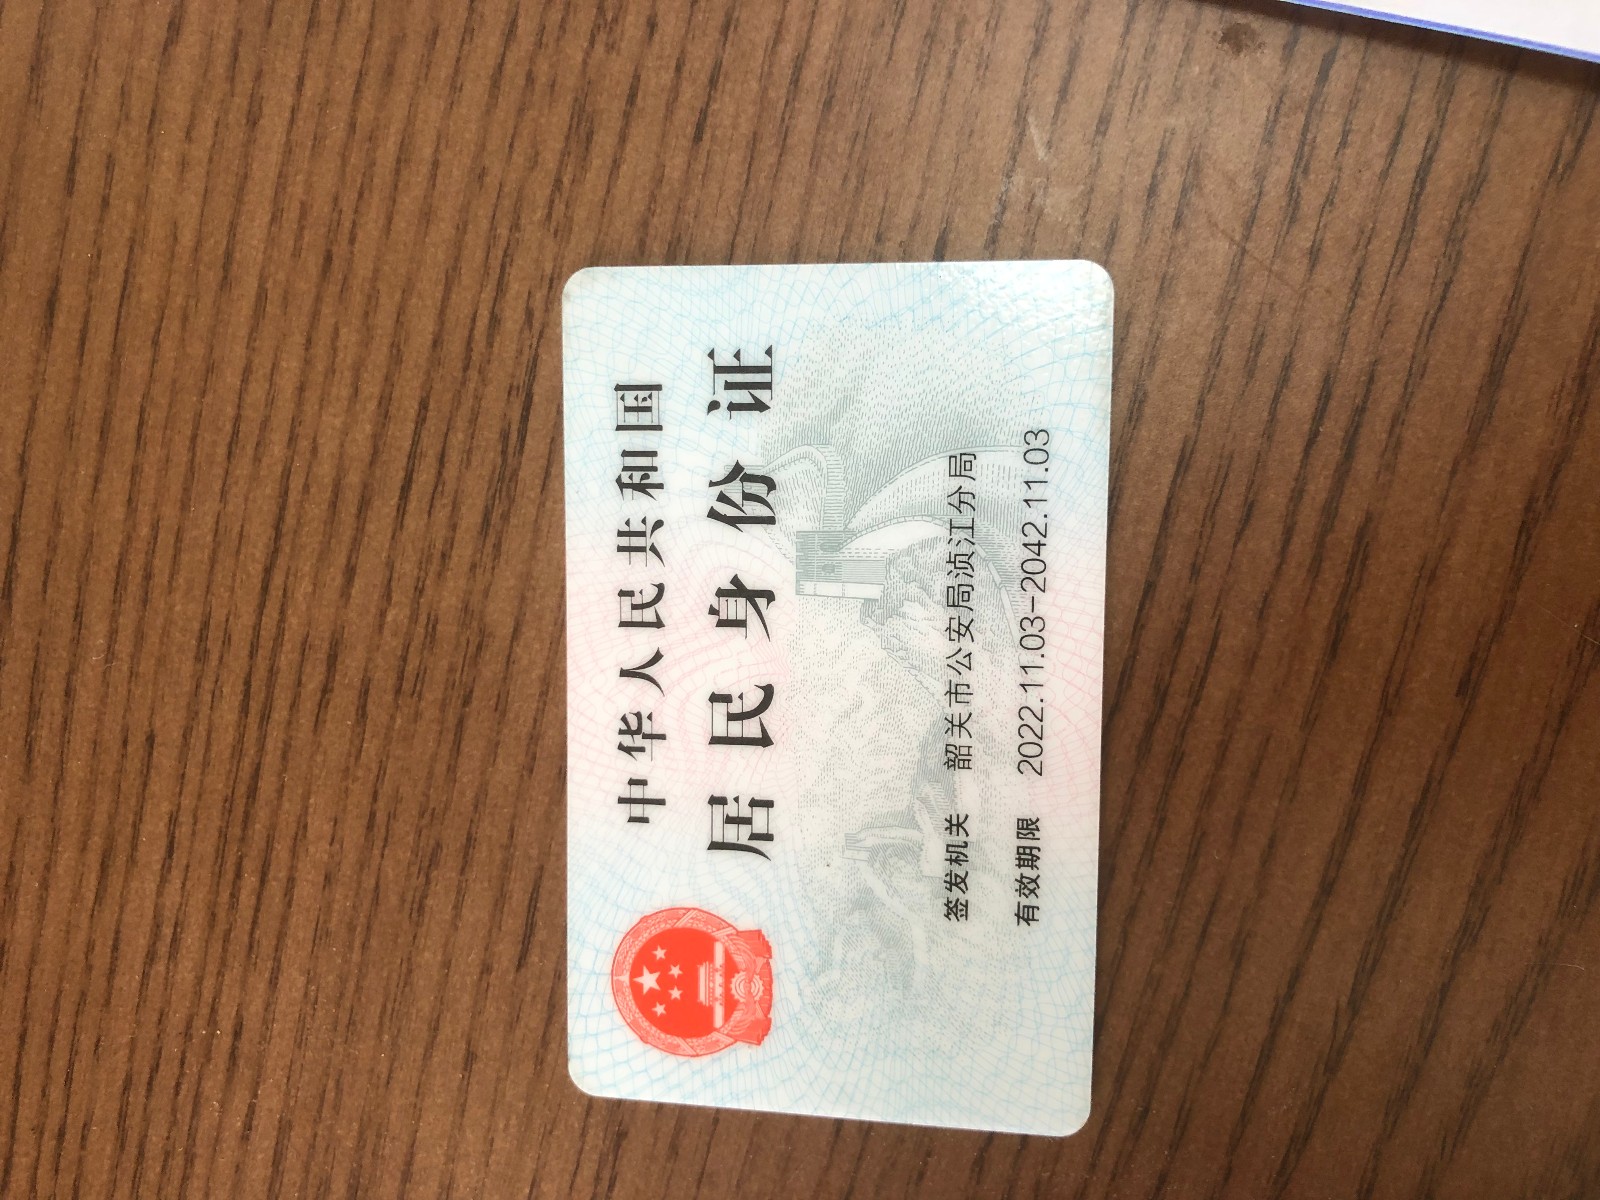 中华人民共和国
居民身份证
签发机关 韶关市公安局浈江分局
有效期限 2022.11.03-2042.11.03